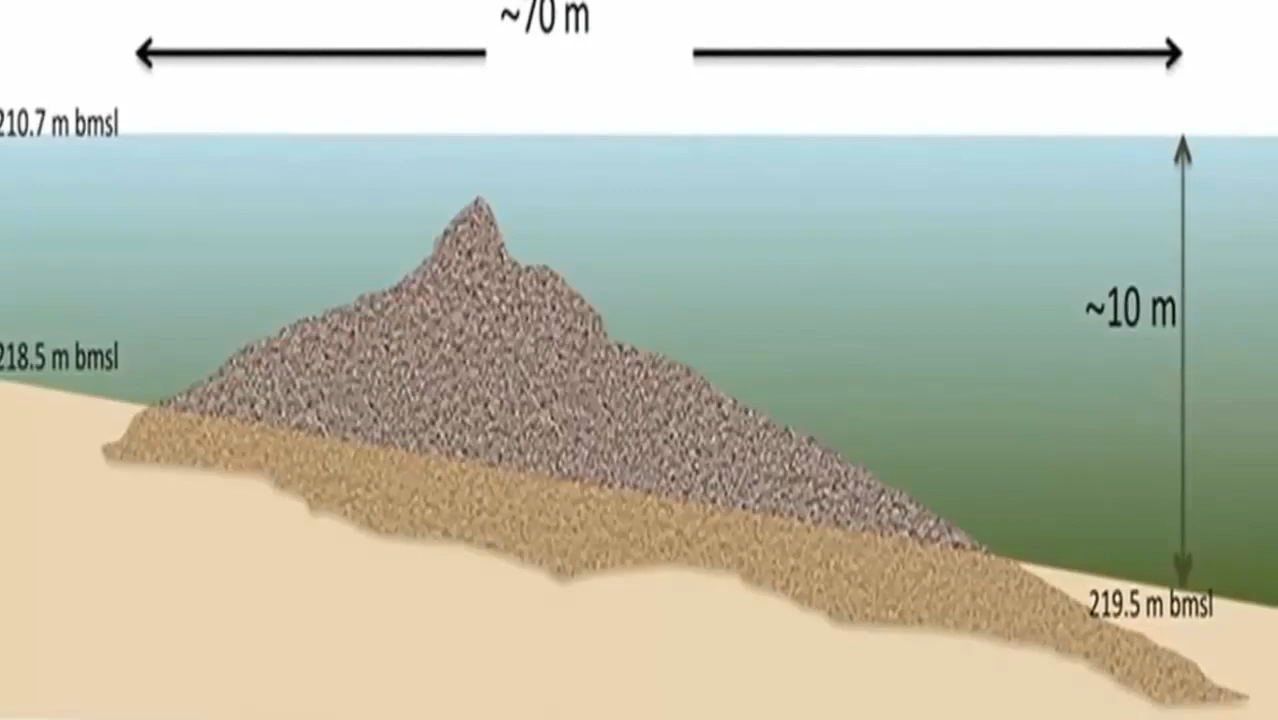 ~70 m
210.7 m bmsl
218.5 m bmsl
~10 m
219.5 m bmsl